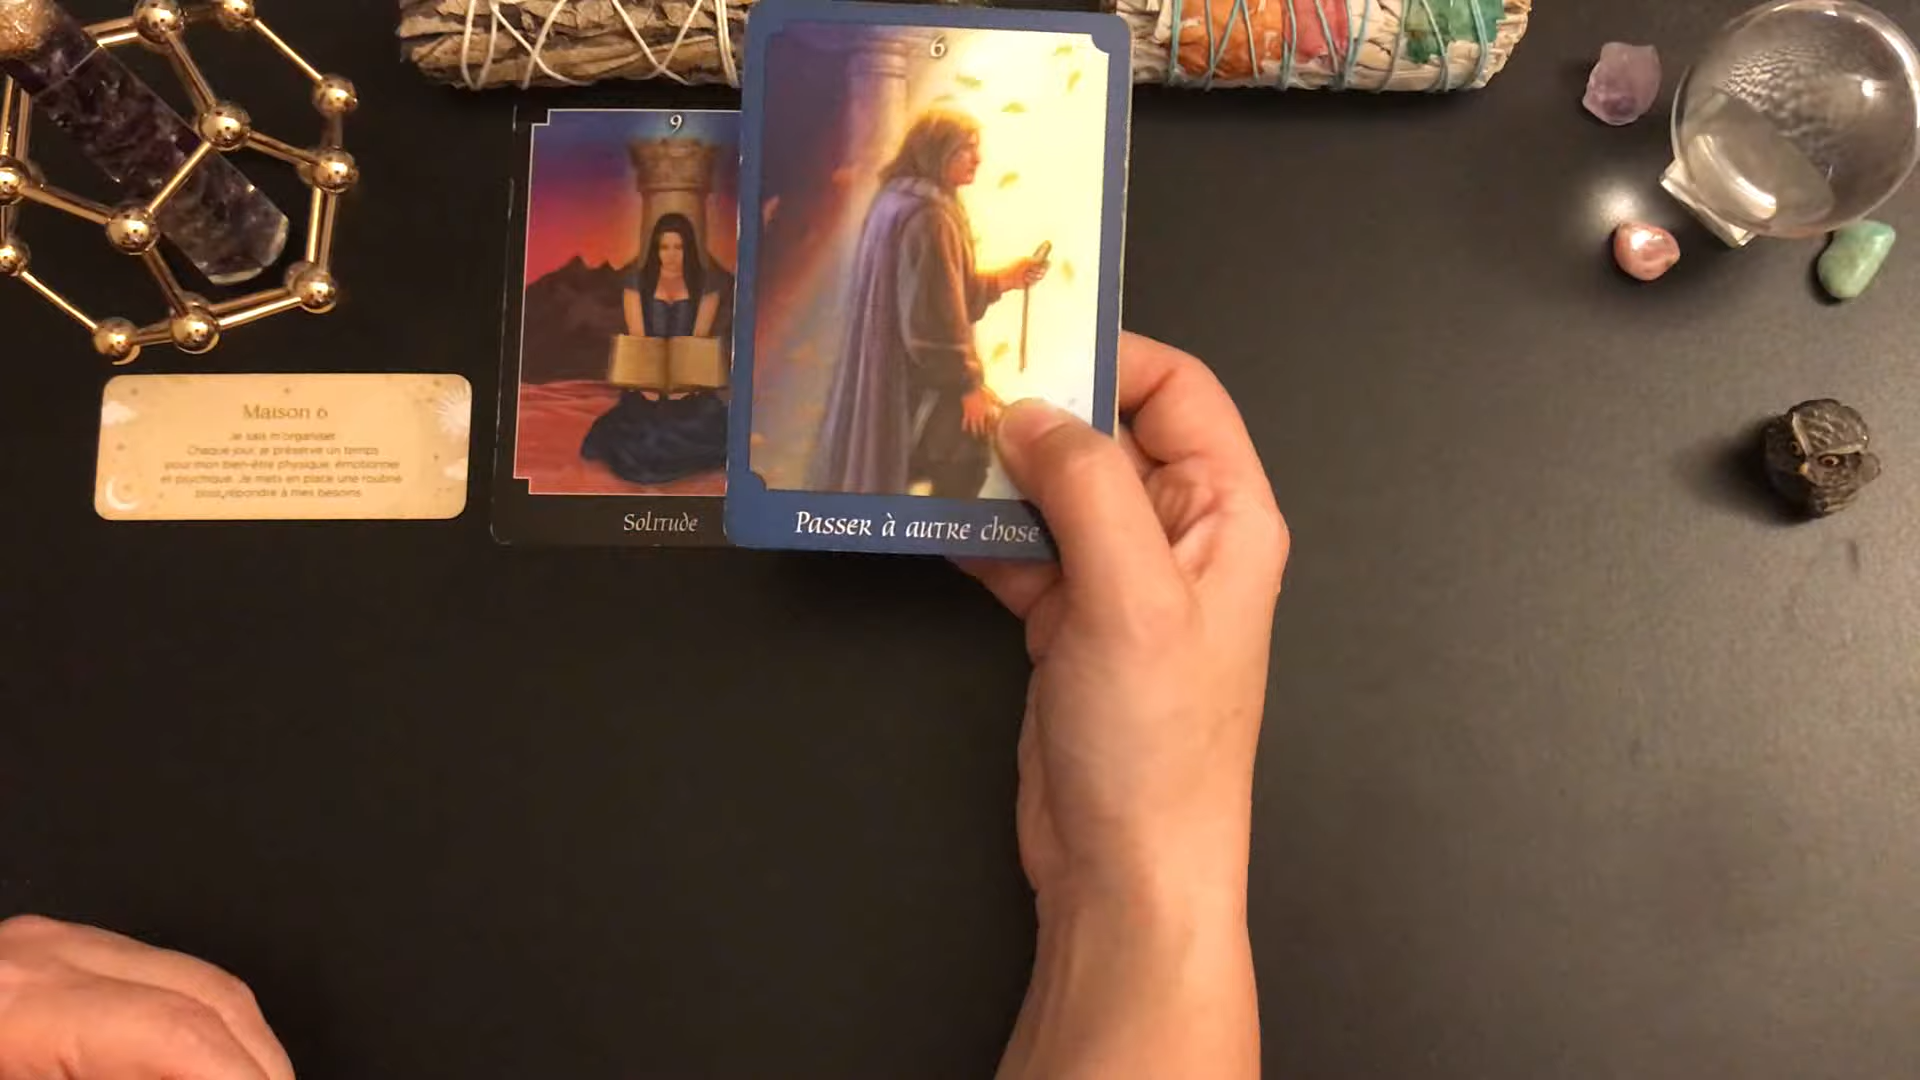 Maison 6
Je sais m'organiser.
Chaque jour, je préserve un temps
pour mon bien-être physique, émotionnel
et psychique. Je mets en place une routine
pour répondre à mes besoins.
9
Solitude
6
Passer à autre chose